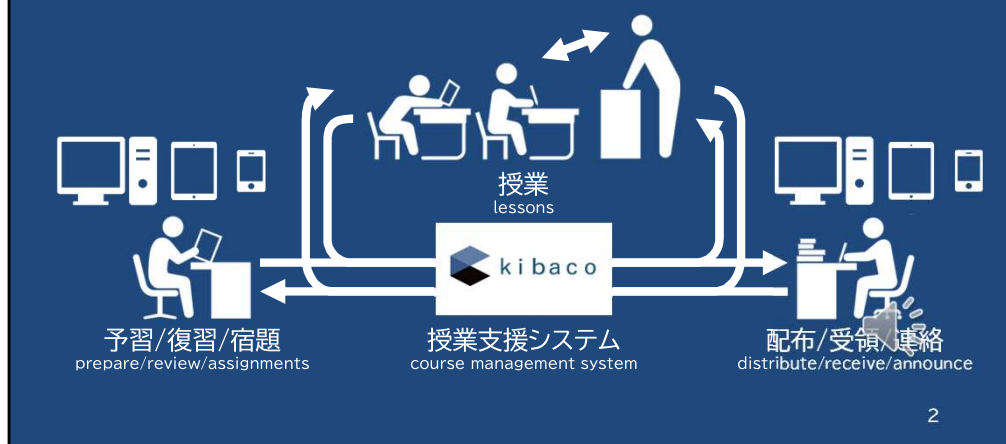 授業
lessons
kibaco
予習/復習/宿題
prepare/review/assignments
授業支援システム
course management system
配布/受領/連絡
distribute/receive/announce
2